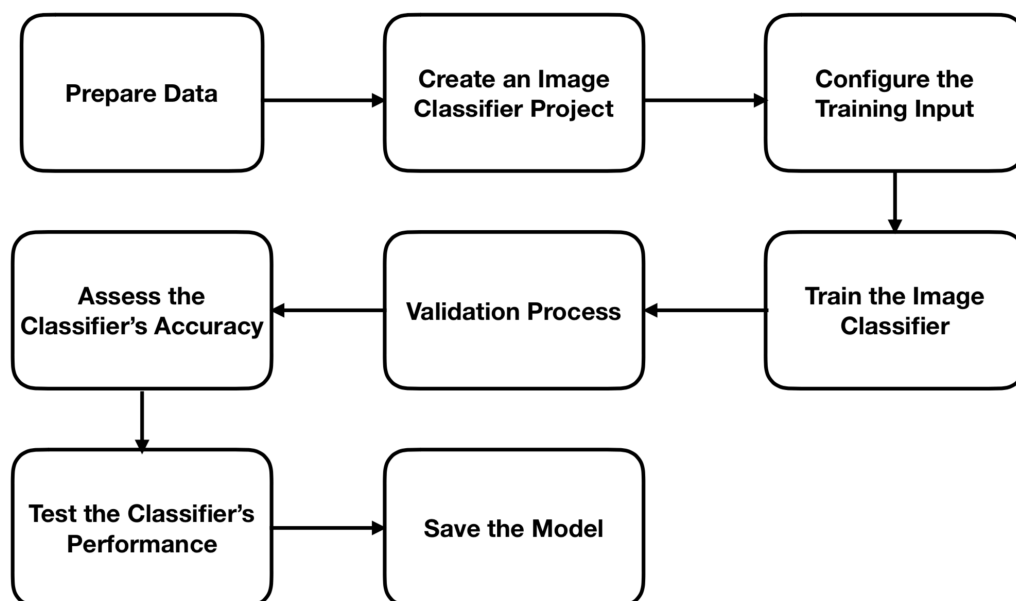 Prepare Data
Create an Image
Classifier Project
Configure the
Training Input
Train the Image
Classifier
Validation Process
Assess the
Classifier’s Accuracy
Test the Classifier’s
Performance
Save the Model